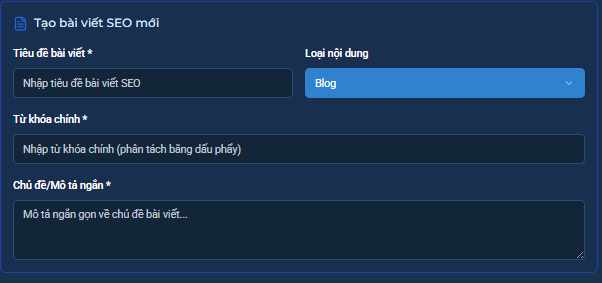 Tạo bài viết SEO mới
Tiêu đề bài viết *
Loại nội dung
Nhập tiêu đề bài viết SEO
Blog
Từ khóa chính *
Nhập từ khóa chính (phân tách bằng dấu phẩy)
Chủ đề/Mô tả ngắn *
Mô tả ngắn gọn về chủ đề bài viết...